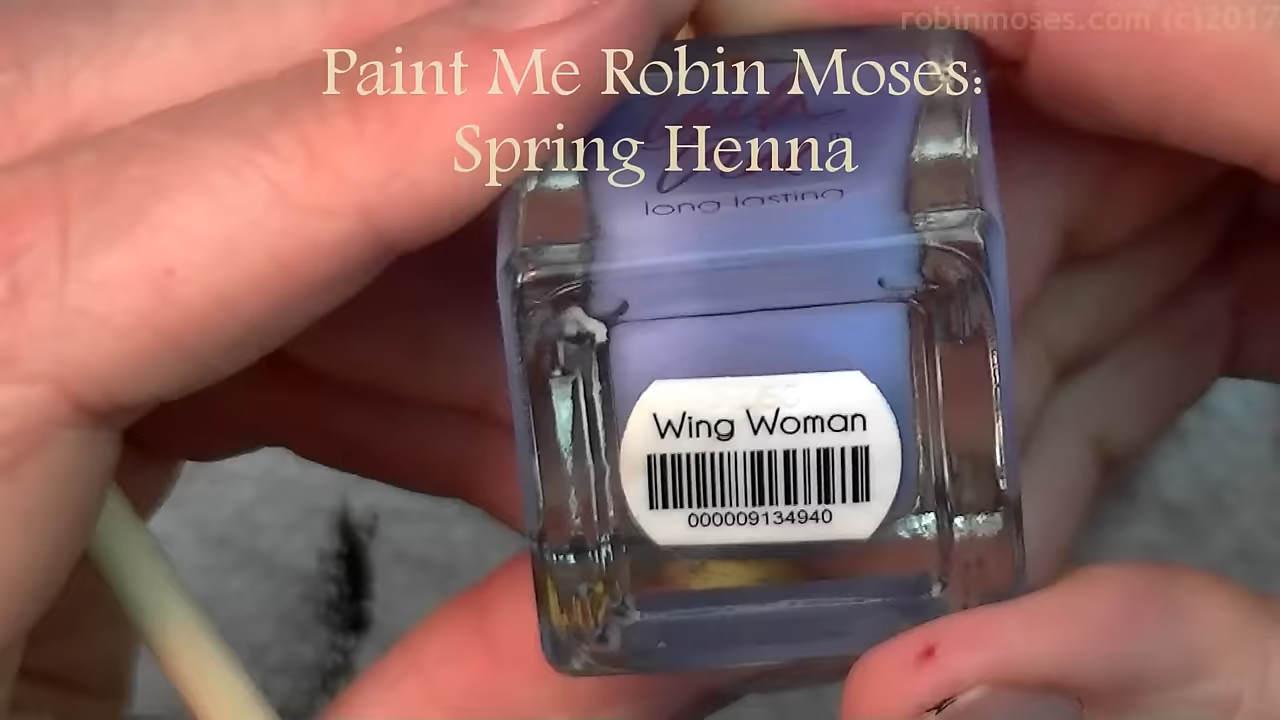 robinmoses.com (c)2017
Paint Me Robin Moses:
Spring Henna
long lasting
Wing Woman
000009134940